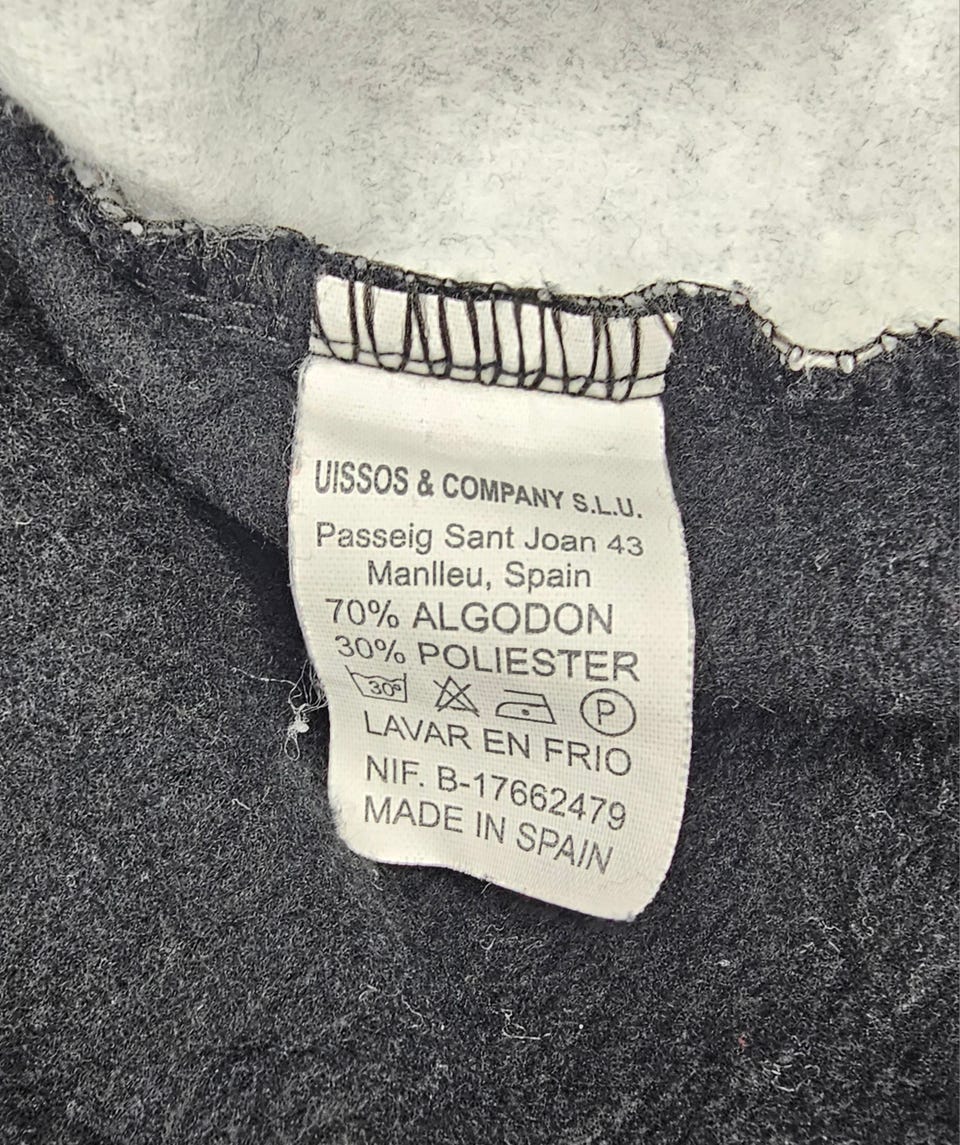 UISSOS & COMPANY S.L.U.
Passeig Sant Joan 43
Manlleu, Spain
70% ALGODON
30% POLIESTER
30º P
LAVAR EN FRIO
NIF. B-17662479
MADE IN SPAIN